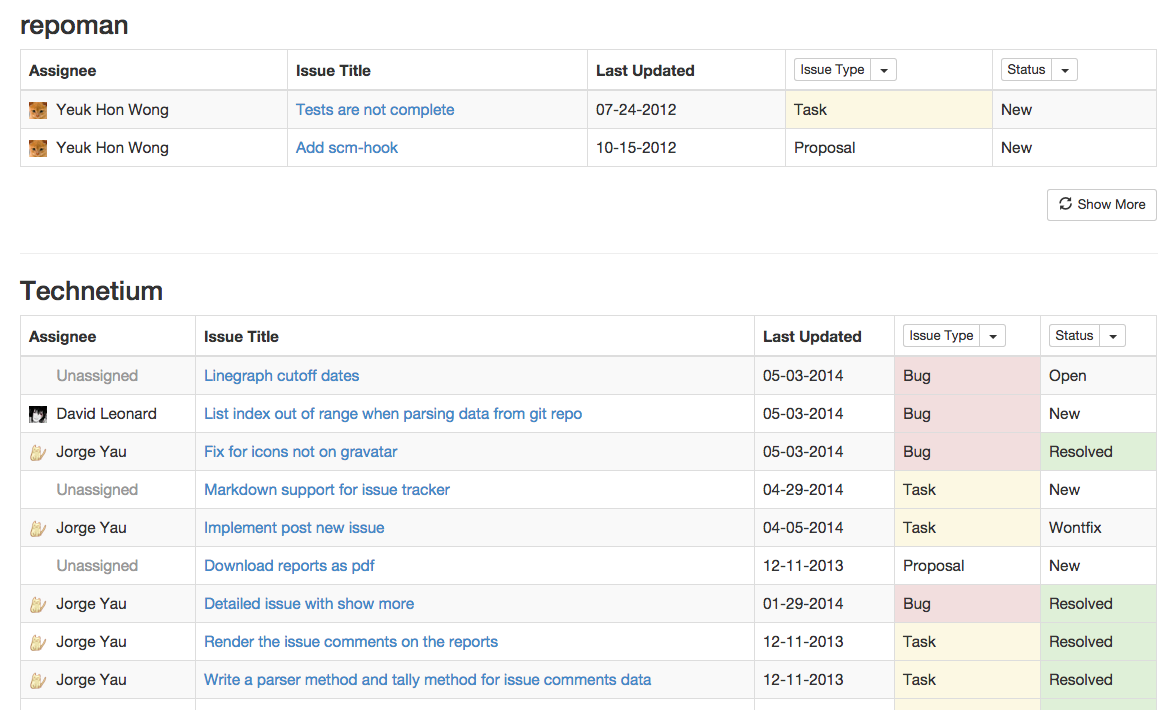 repoman
Assignee Issue Title Last Updated Issue Type Status
Yeuk Hon Wong Tests are not complete 07-24-2012 Task New
Yeuk Hon Wong Add scm-hook 10-15-2012 Proposal New
Show More
Technetium
Assignee Issue Title Last Updated Issue Type Status
Unassigned Linegraph cutoff dates 05-03-2014 Bug Open
David Leonard List index out of range when parsing data from git repo 05-03-2014 Bug New
Jorge Yau Fix for icons not on gravatar 05-03-2014 Bug Resolved
Unassigned Markdown support for issue tracker 04-29-2014 Task New
Jorge Yau Implement post new issue 04-05-2014 Task Wontfix
Unassigned Download reports as pdf 12-11-2013 Proposal New
Jorge Yau Detailed issue with show more 01-29-2014 Bug Resolved
Jorge Yau Render the issue comments on the reports 12-11-2013 Task Resolved
Jorge Yau Write a parser method and tally method for issue comments data 12-11-2013 Task Resolved